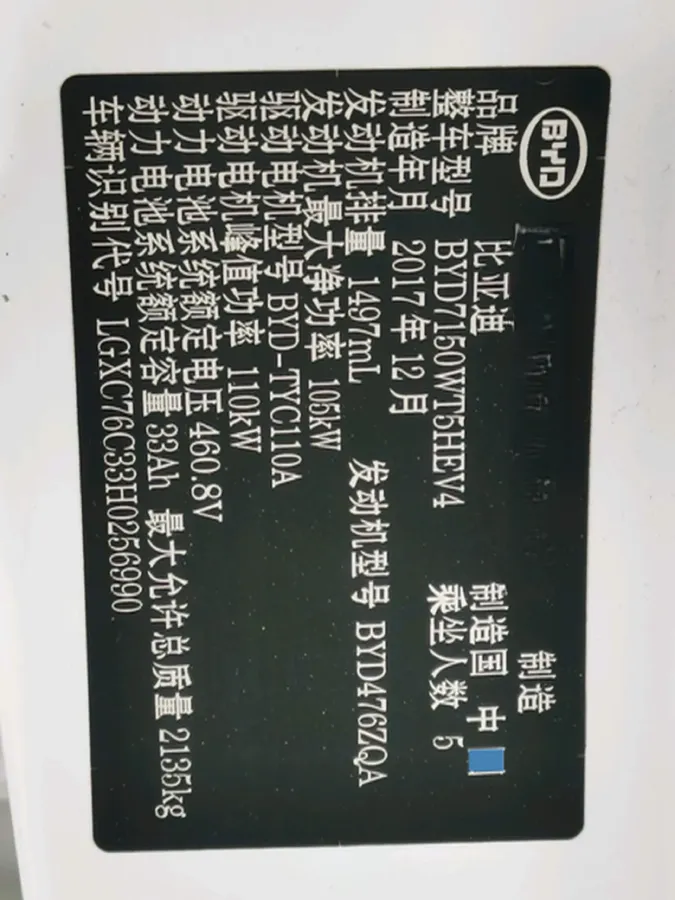 BYD
制造
品牌 比亚迪 制造国 中
整车型号 BYD7150WT5HEV4 乘坐人数 5
制造年月 2017年12月
发动机排量 1497mL 发动机型号 BYD476ZQA
发动机最大净功率 105kW
驱动电机型号 BYD-TYC110A
驱动电机峰值功率 110kW
动力电池系统额定电压 460.8V
动力电池系统额定容量 33Ah 最大允许总质量 2135kg
车辆识别代号 LGXC76C33H0256990